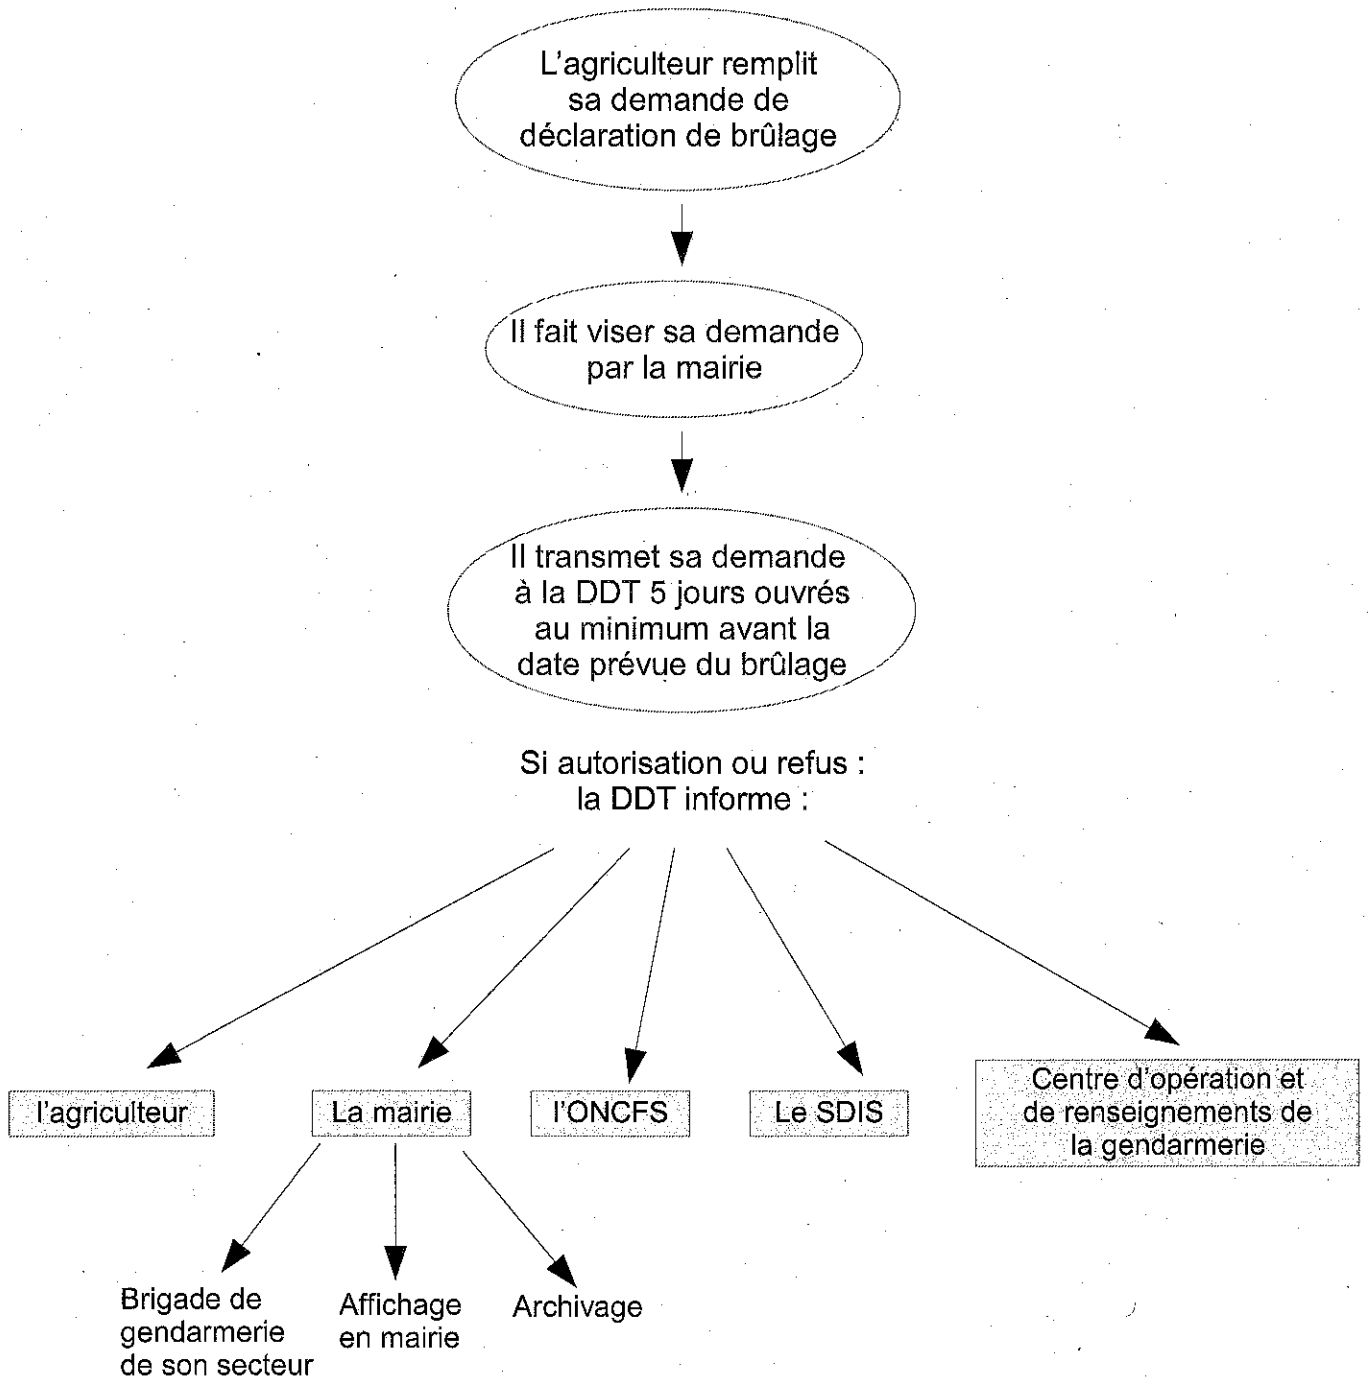 L'agriculteur remplit
sa demande de
déclaration de brûlage
Il fait viser sa demande
par la mairie
Il transmet sa demande
à la DDT 5 jours ouvrés
au minimum avant la
date prévue du brûlage
Si autorisation ou refus :
la DDT informe :
l'agriculteur
La mairie
l'ONCFS
Le SDIS
Centre d'opération et
de renseignements de
la gendarmerie
Brigade de
gendarmerie
de son secteur
Affichage
en mairie
Archivage